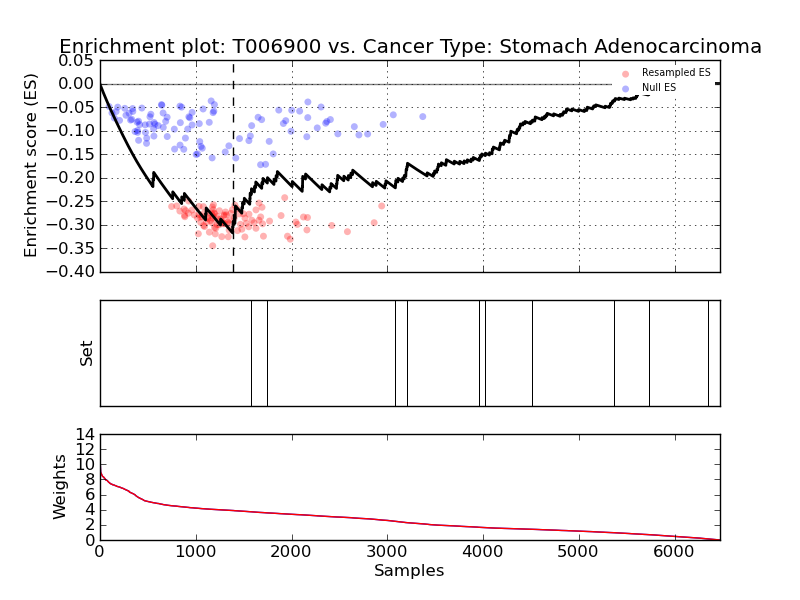 Enrichment plot: T006900 vs. Cancer Type: Stomach Adenocarcinoma
Enrichment score (ES)
0.05
0.00
−0.05
−0.10
−0.15
−0.20
−0.25
−0.30
−0.35
−0.40
Resampled ES
Null ES
Set
Weights
14
12
10
8
6
4
2
0
0 1000 2000 3000 4000 5000 6000
Samples